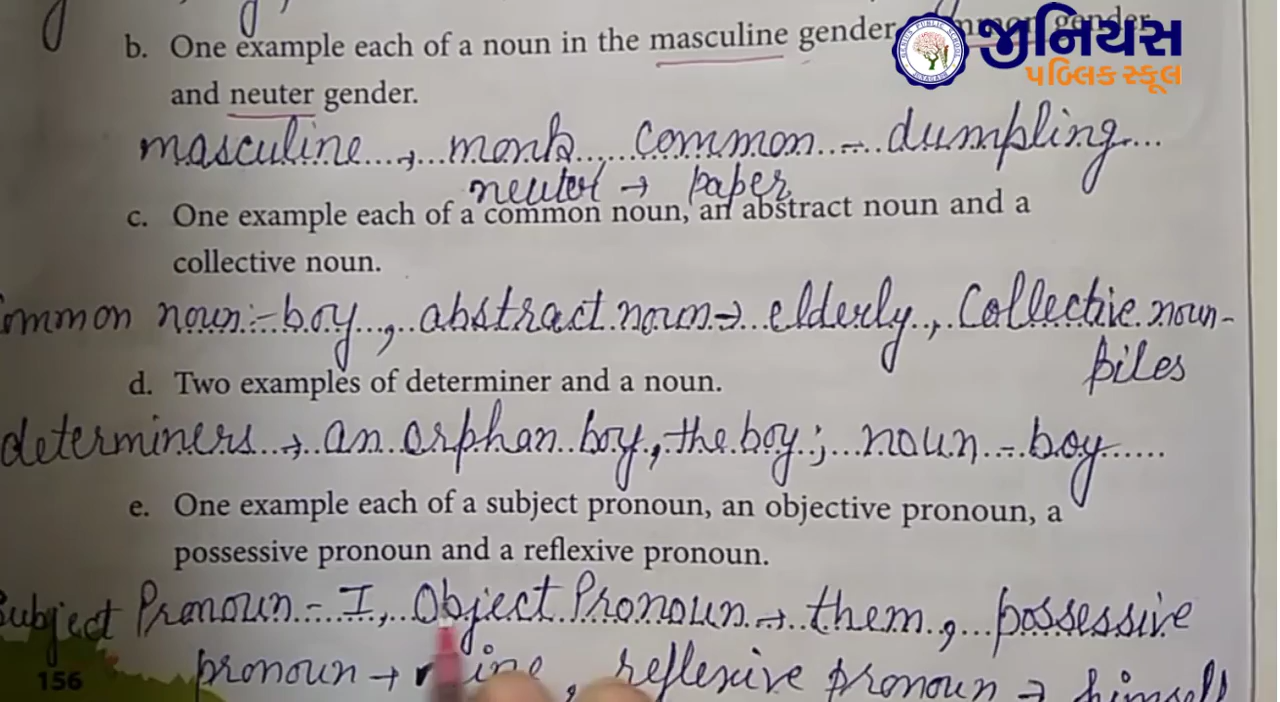 b. One example each of a noun in the masculine gender, common gender
and neuter gender.
masculine → monk common - dumpling
neuter → paper
c. One example each of a common noun, an abstract noun and a
collective noun.
ommon noun:- boy, abstract noun → elderly, Collective noun-
piles
d. Two examples of determiner and a noun.
determiners → an orphan boy, the boy; noun - boy
e. One example each of a subject pronoun, an objective pronoun, a
possessive pronoun and a reflexive pronoun.
Subject Pronoun - I, Object Pronoun → them, possessive
pronoun → mine, reflexive pronoun → himself
156
જીનિયસ
પબ્લિક સ્કૂલ